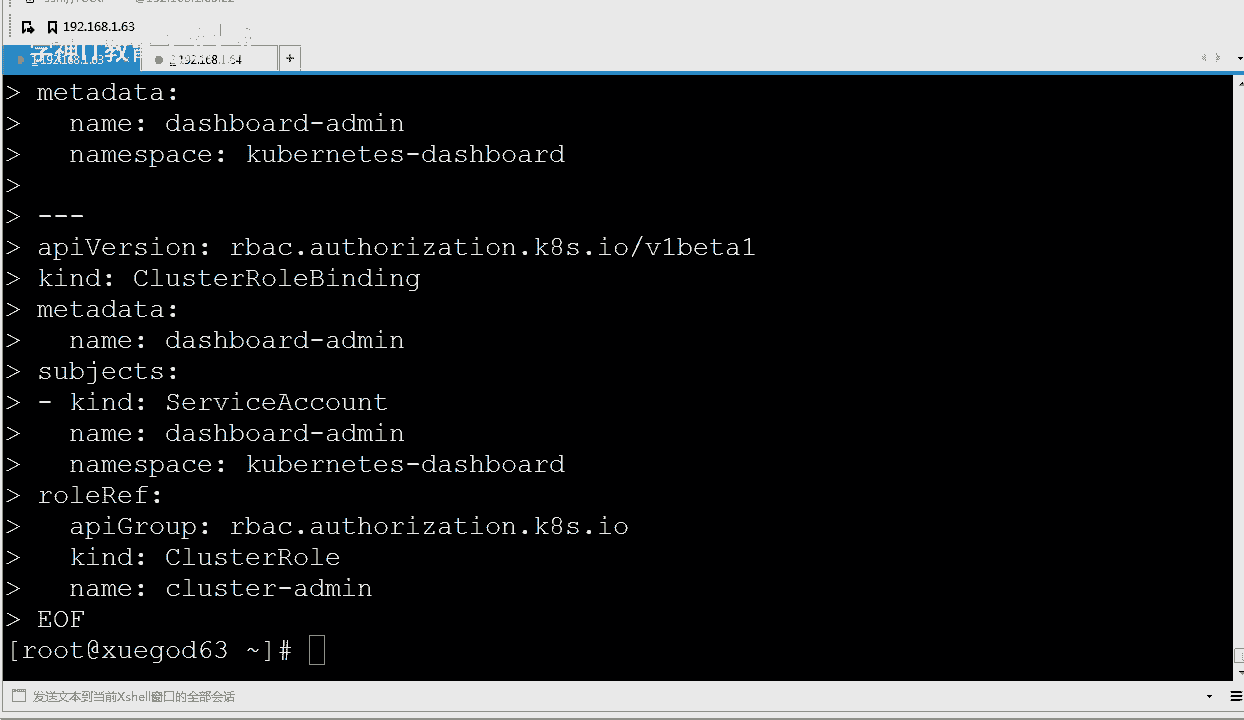 192.168.1.63
学神IT教育
1 192.168.1.63
2 192.168.1.64
+
> metadata:
>   name: dashboard-admin
>   namespace: kubernetes-dashboard
>
> ---
> apiVersion: rbac.authorization.k8s.io/v1beta1
> kind: ClusterRoleBinding
> metadata:
>   name: dashboard-admin
> subjects:
> - kind: ServiceAccount
>   name: dashboard-admin
>   namespace: kubernetes-dashboard
> roleRef:
>   apiGroup: rbac.authorization.k8s.io
>   kind: ClusterRole
>   name: cluster-admin
> EOF
[root@xuegod63 ~]#
发送文本到当前Xshell窗口的全部会话